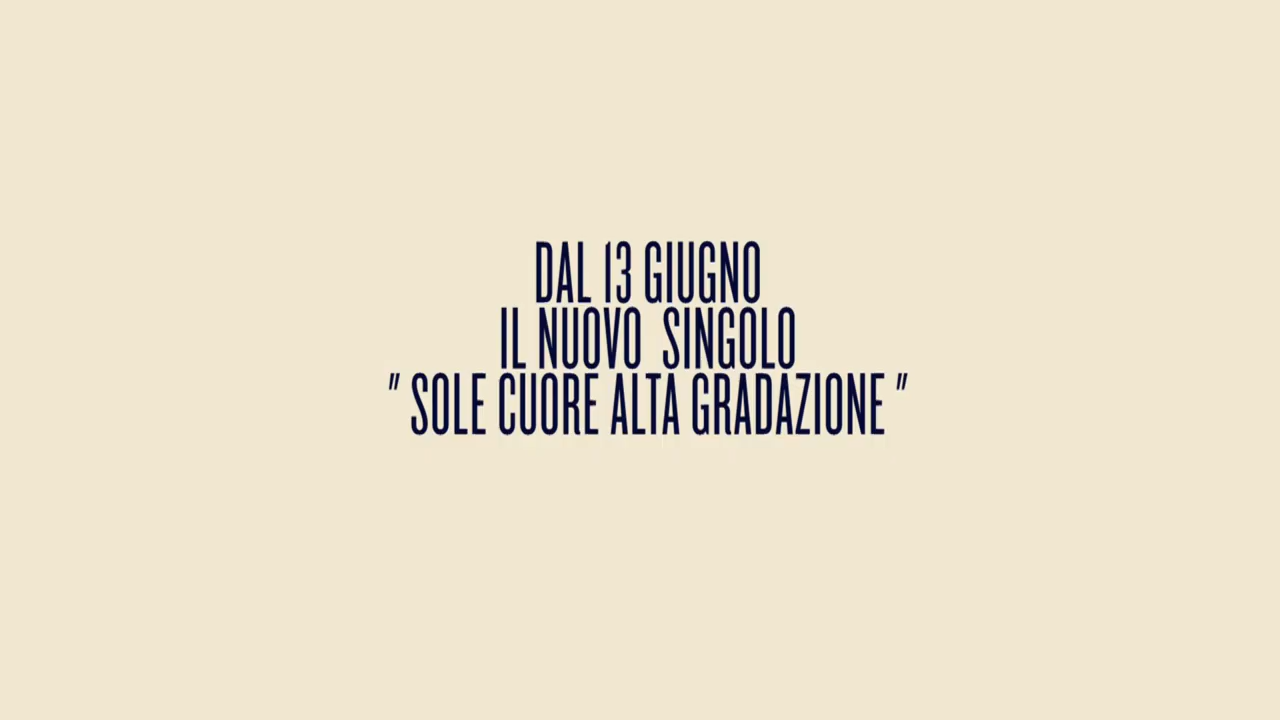 DAL 13 GIUGNO
IL NUOVO SINGOLO
" SOLE CUORE ALTA GRADAZIONE "